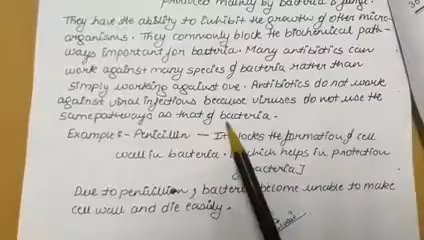 produced mainly by bacteria & fungi.
They have the ability to inhibit the growth of other micro-
organisms. They commonly block the biochemical path-
ways important for bacteria. Many antibiotics can
work against many species of bacteria rather than
simply working against one. Antibiotics do not work
against viral infections because viruses do not use the
same pathways as that of bacteria.
Example:- Penicillin — It blocks the formation of cell
wall in bacteria. [which helps in protection
bacteria]
Due to penicillin, bacteria become unable to make
cell wall and die easily.